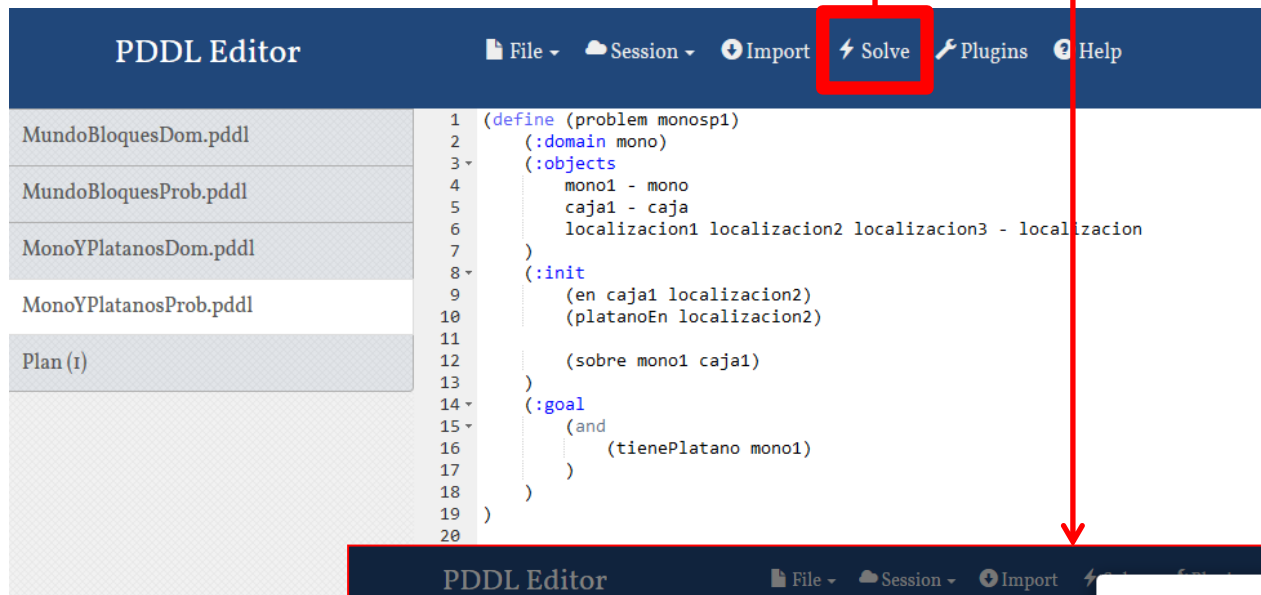 PDDL Editor
File Session Import Solve Plugins Help
MundoBloquesDom.pddl
MundoBloquesProb.pddl
MonoYPlatanosDom.pddl
MonoYPlatanosProb.pddl
Plan (1)
1 (define (problem monosp1)
2 (:domain mono)
3 (:objects
4 mono1 - mono
5 caja1 - caja
6 localizacion1 localizacion2 localizacion3 - localizacion
7 )
8 (:init
9 (en caja1 localizacion2)
10 (platanoEn localizacion2)
11
12 (sobre mono1 caja1)
13 )
14 (:goal
15 (and
16 (tienePlatano mono1)
17 )
18 )
19 )
20
PDDL Editor
File Session Import